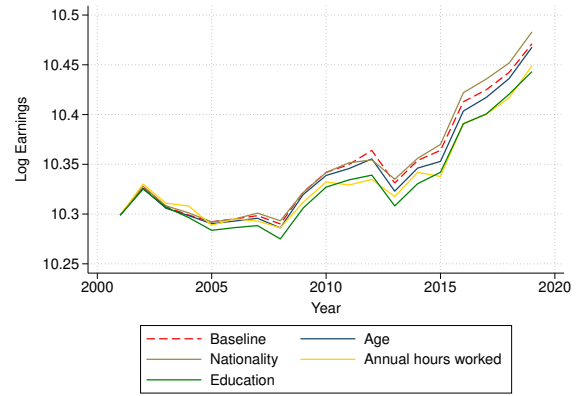 10.5
10.45
10.4
10.35
10.3
10.25
Log Earnings
2000 2005 2010 2015 2020
Year
Baseline Age
Nationality Annual hours worked
Education